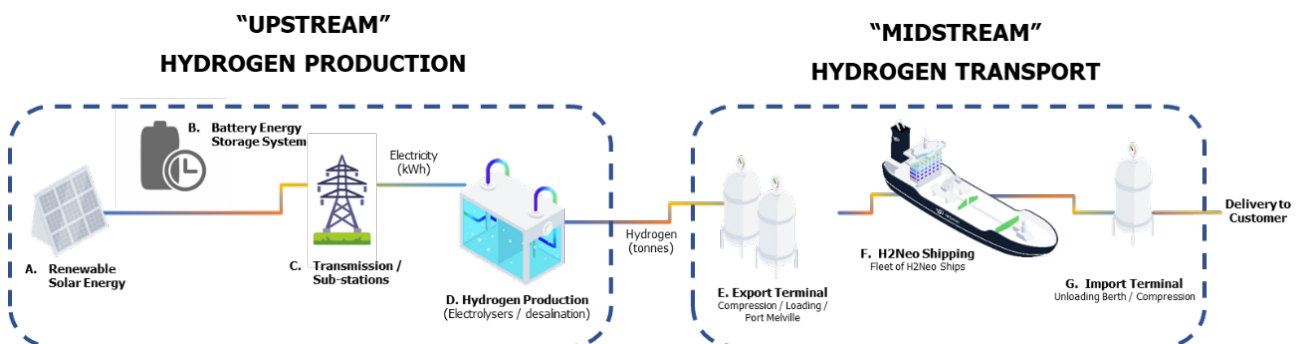 “UPSTREAM”
HYDROGEN PRODUCTION
“MIDSTREAM”
HYDROGEN TRANSPORT
B. Battery Energy
Storage System
Electricity
(kWh)
A. Renewable
Solar Energy
C. Transmission /
Sub-stations
D. Hydrogen Production
(Electrolysers / desalination)
Hydrogen
(tonnes)
E. Export Terminal
Compression / Loading /
Port Melville
F. H2Neo Shipping
Fleet of H2Neo Ships
G. Import Terminal
Unloading Berth / Compression
Delivery to
Customer